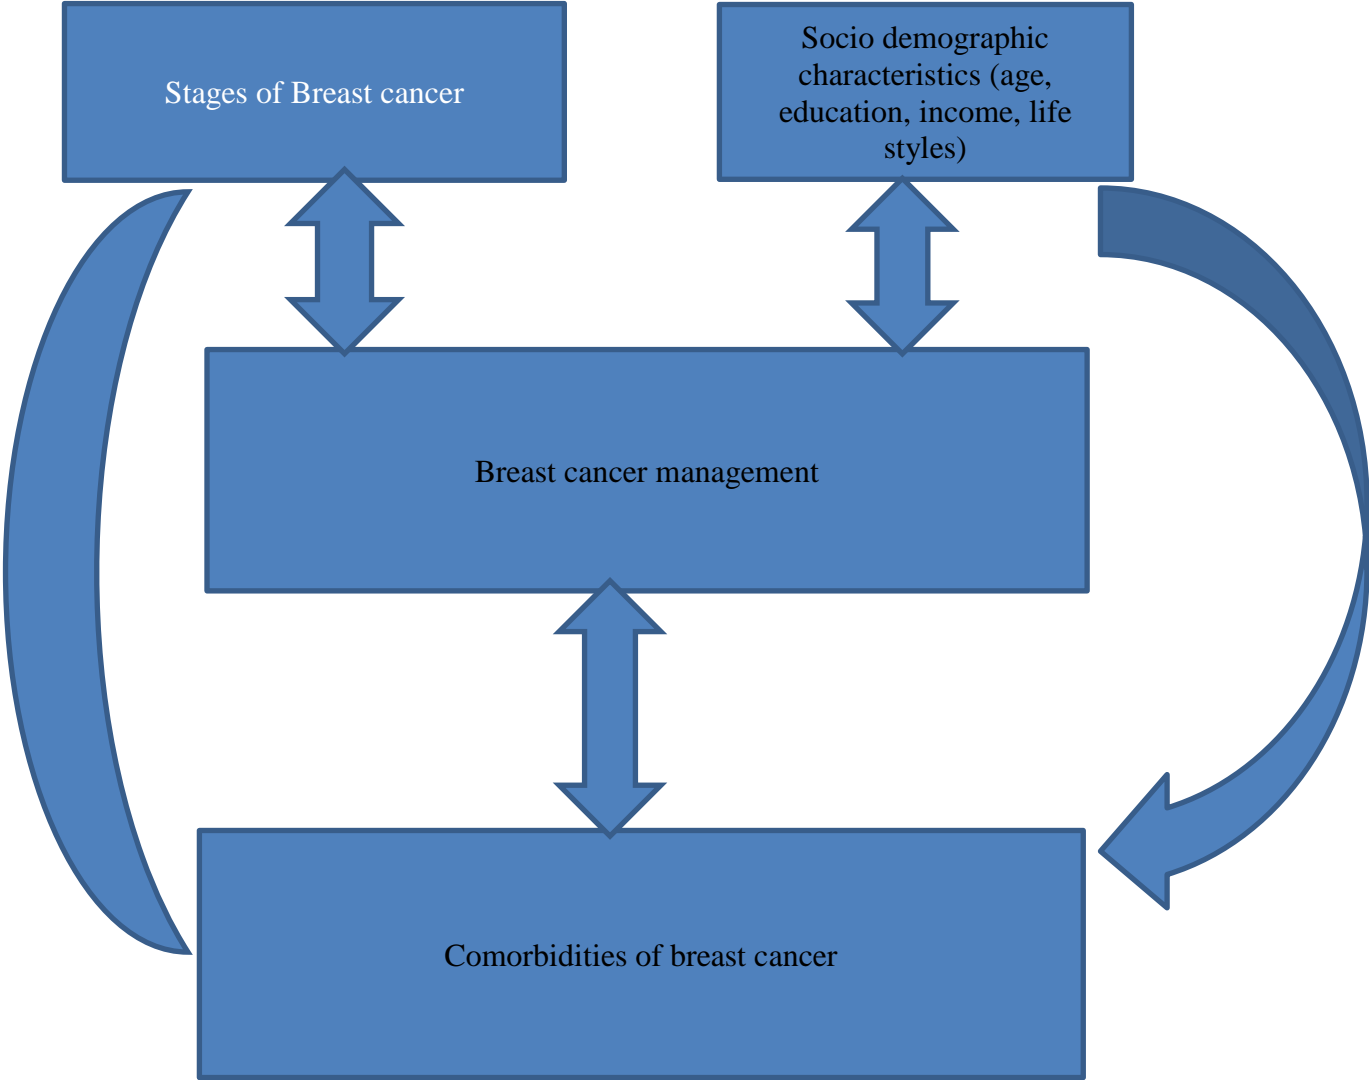 Stages of Breast cancer
Socio demographic
characteristics (age,
education, income, life
styles)
Breast cancer management
Comorbidities of breast cancer